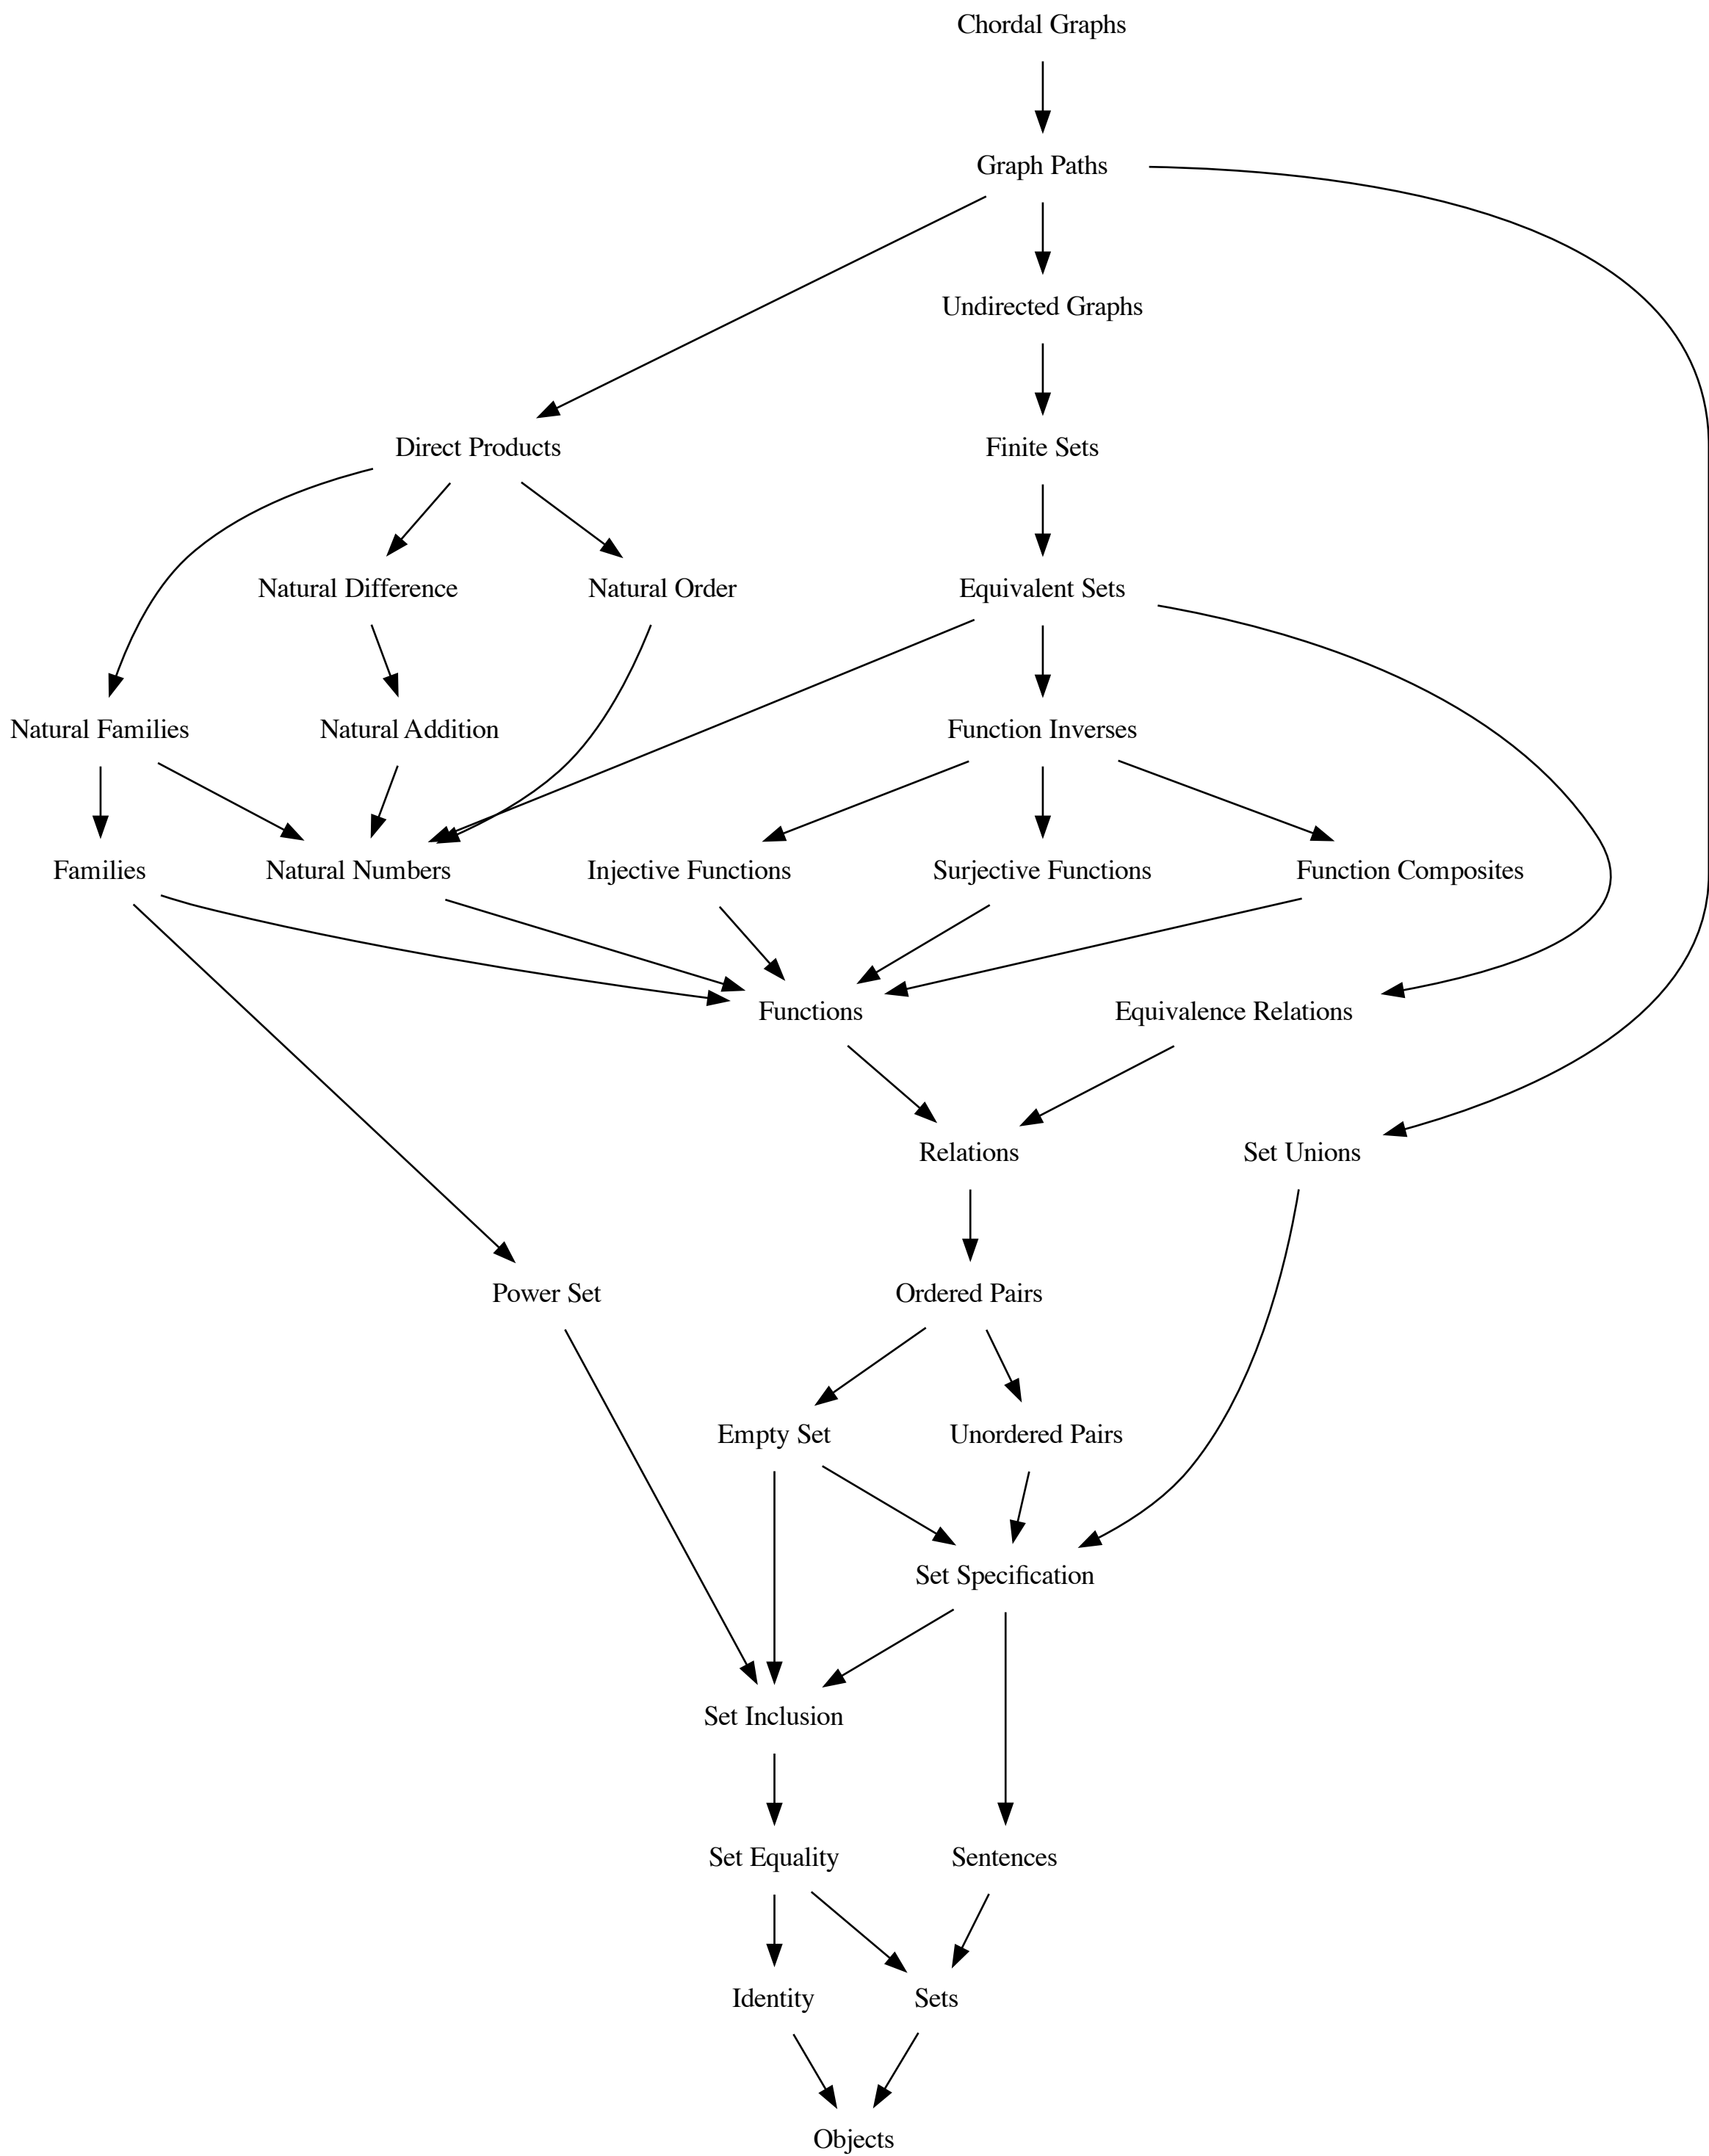 Chordal Graphs
Graph Paths
Undirected Graphs
Direct Products
Finite Sets
Natural Difference
Natural Order
Equivalent Sets
Natural Families
Natural Addition
Function Inverses
Families
Natural Numbers
Injective Functions
Surjective Functions
Function Composites
Functions
Equivalence Relations
Relations
Set Unions
Power Set
Ordered Pairs
Empty Set
Unordered Pairs
Set Specification
Set Inclusion
Set Equality
Sentences
Identity
Sets
Objects